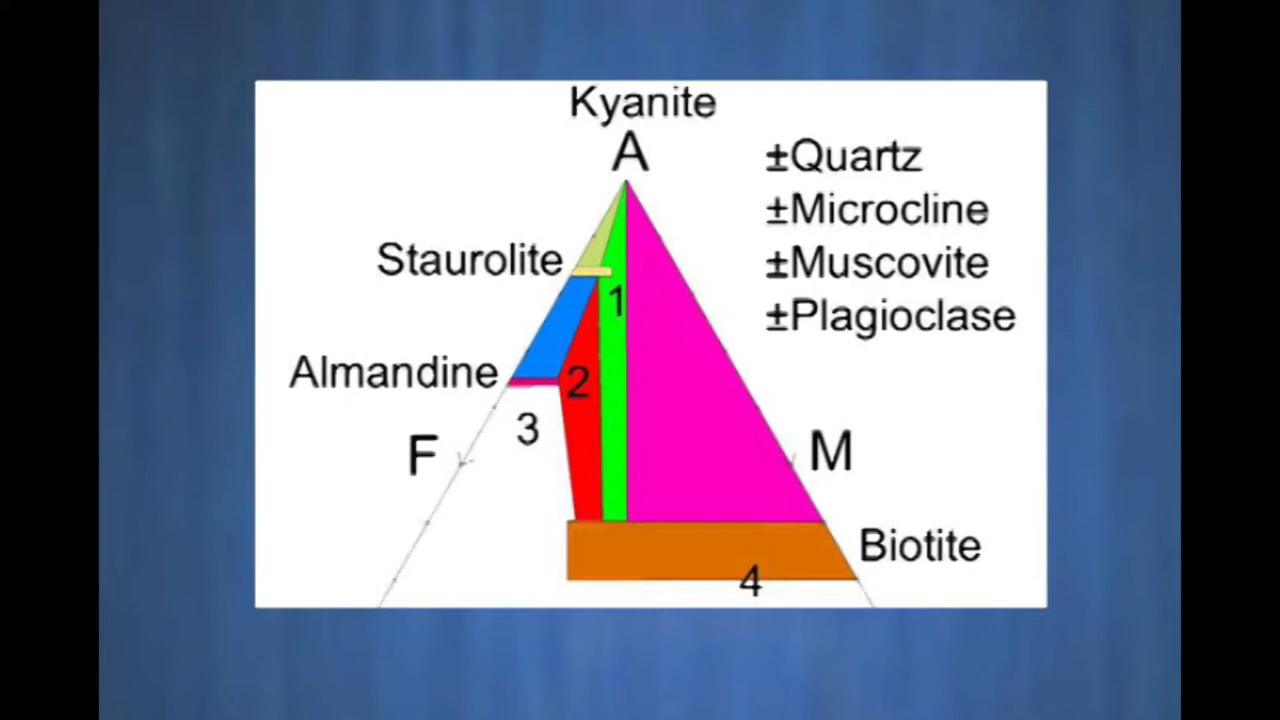 Kyanite
A
±Quartz
±Microcline
±Muscovite
±Plagioclase
Staurolite
1
Almandine
2
3
F
M
Biotite
4